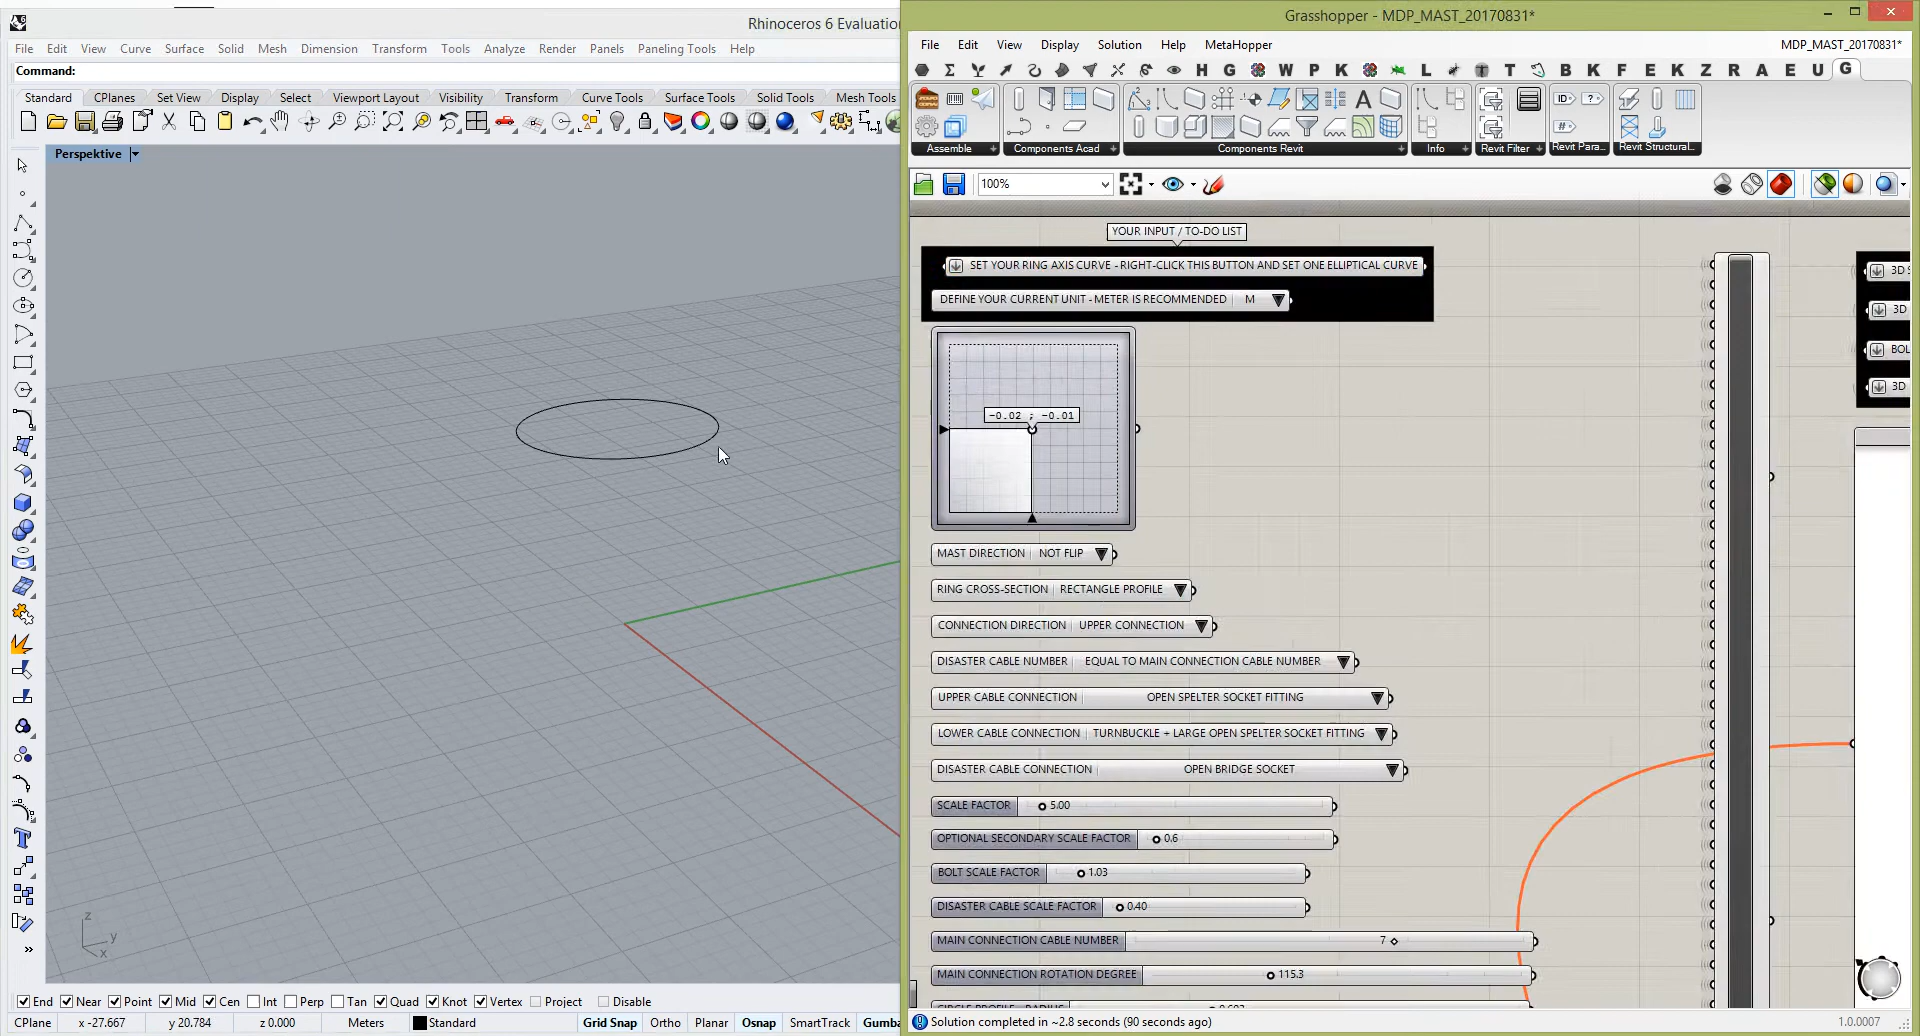 Rhinoceros 6 Evaluation
File Edit View Curve Surface Solid Mesh Dimension Transform Tools Analyze Render Panels Paneling Tools Help
Command:
Standard CPlanes Set View Display Select Viewport Layout Visibility Transform Curve Tools Surface Tools Solid Tools Mesh Tools
Perspektive
z
y
x
End Near Point Mid Cen Int Perp Tan Quad Knot Vertex Project Disable
CPlane x -27.667 y 20.784 z 0.000 Meters Standard Grid Snap Ortho Planar Osnap SmartTrack Gumba
Grasshopper - MDP_MAST_20170831*
File Edit View Display Solution Help MetaHopper MDP_MAST_20170831*
H G W P K L T B K F E K Z R A E U G
Assemble Components Acad Components Revit Info Revit Filter Revit Para... Revit Structural...
100%
YOUR INPUT / TO-DO LIST
SET YOUR RING AXIS CURVE - RIGHT-CLICK THIS BUTTON AND SET ONE ELLIPTICAL CURVE
DEFINE YOUR CURRENT UNIT - METER IS RECOMMENDED M
-0.02 ; -0.01
MAST DIRECTION NOT FLIP
RING CROSS-SECTION RECTANGLE PROFILE
CONNECTION DIRECTION UPPER CONNECTION
DISASTER CABLE NUMBER EQUAL TO MAIN CONNECTION CABLE NUMBER
UPPER CABLE CONNECTION OPEN SPELTER SOCKET FITTING
LOWER CABLE CONNECTION TURNBUCKLE + LARGE OPEN SPELTER SOCKET FITTING
DISASTER CABLE CONNECTION OPEN BRIDGE SOCKET
SCALE FACTOR 5.00
OPTIONAL SECONDARY SCALE FACTOR 0.6
BOLT SCALE FACTOR 1.03
DISASTER CABLE SCALE FACTOR 0.40
MAIN CONNECTION CABLE NUMBER 7
MAIN CONNECTION ROTATION DEGREE 115.3
3D S
3D
BOL
3D
Solution completed in ~2.8 seconds (90 seconds ago)
1.0.0007